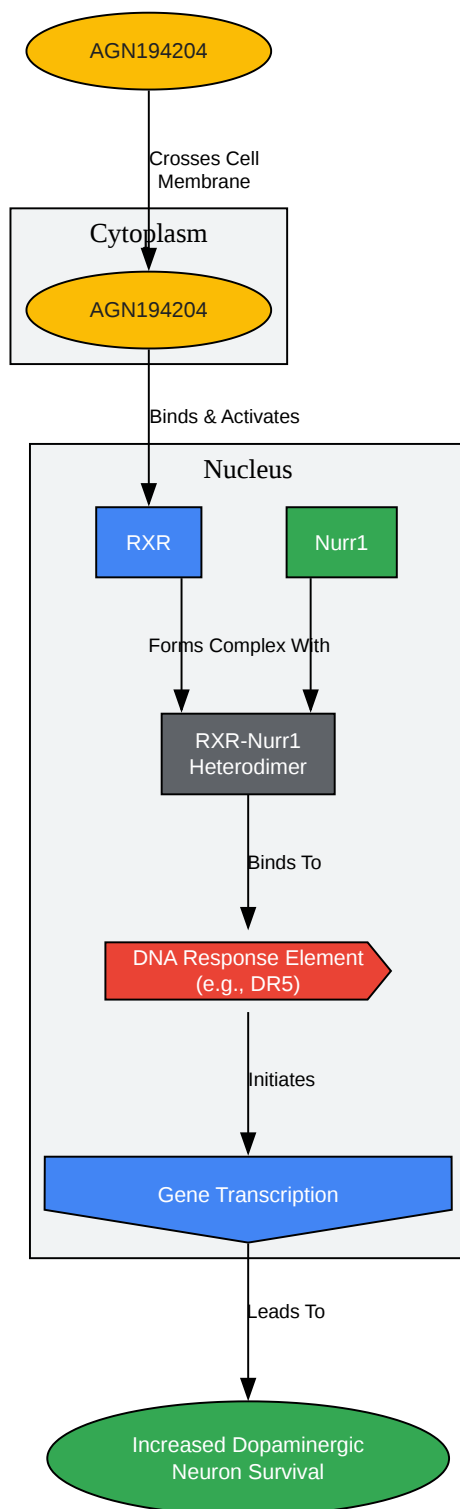 AGN194204
Crosses Cell
Membrane
Cytoplasm
AGN194204
Binds & Activates
Nucleus
RXR
Nurr1
Forms Complex With
RXR-Nurr1
Heterodimer
Binds To
DNA Response Element
(e.g., DR5)
Initiates
Gene Transcription
Leads To
Increased Dopaminergic
Neuron Survival